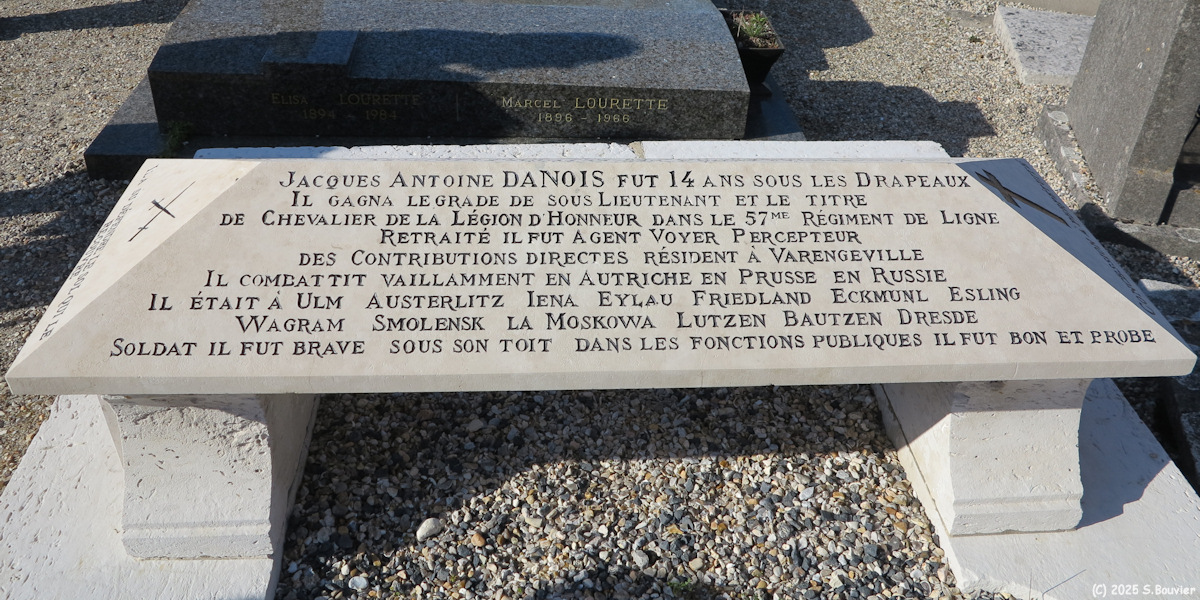 ELISA LOURETTE
1894 - 1984
MARCEL LOURETTE
1896 - 1966
JACQUES ANTOINE DANOIS FUT 14 ANS SOUS LES DRAPEAUX
IL GAGNA LE GRADE DE SOUS LIEUTENANT ET LE TITRE
DE CHEVALIER DE LA LÉGION D'HONNEUR DANS LE 57ME RÉGIMENT DE LIGNE
RETRAITÉ IL FUT AGENT VOYER PERCEPTEUR
DES CONTRIBUTIONS DIRECTES RÉSIDENT À VARENGEVILLE
IL COMBATTIT VAILLAMMENT EN AUTRICHE EN PRUSSE EN RUSSIE
IL ÉTAIT À ULM AUSTERLITZ IENA EYLAU FRIEDLAND ECKMUNL ESLING
WAGRAM SMOLENSK LA MOSKOWA LUTZEN BAUTZEN DRESDE
SOLDAT IL FUT BRAVE SOUS SON TOIT DANS LES FONCTIONS PUBLIQUES IL FUT BON ET PROBE
(C) 2025 S.Bouvier